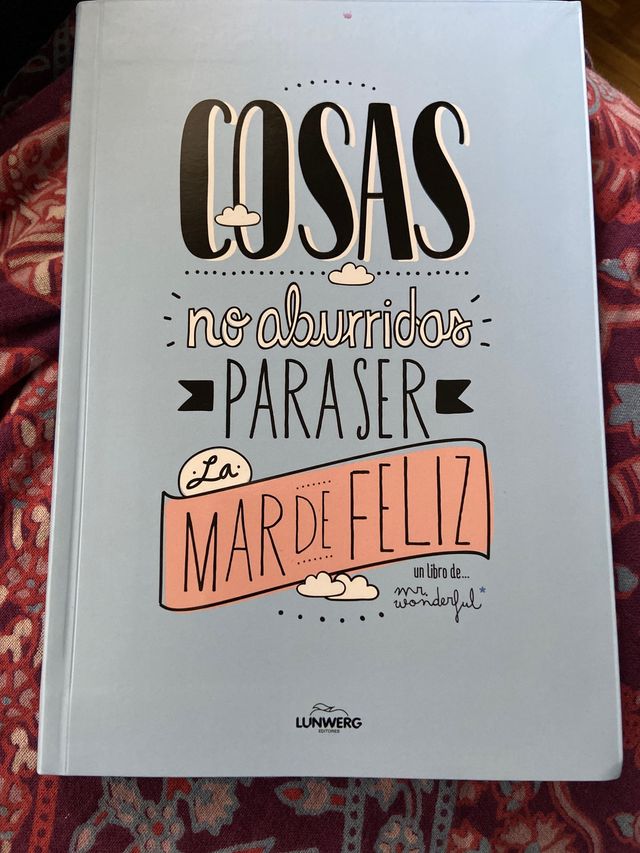 COSAS
no aburridas
PARA SER
La
MAR DE FELIZ
un libro de...
mr.
wonderful*
LUNWERG
EDITORES